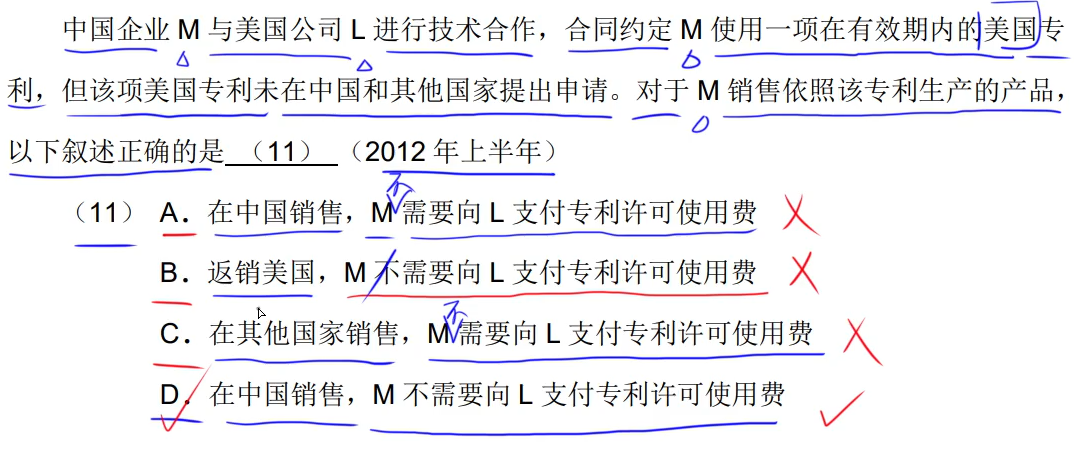 中国企业 M 与美国公司 L 进行技术合作，合同约定 M 使用一项在有效期内的美国专
利，但该项美国专利未在中国和其他国家提出申请。对于 M 销售依照该专利生产的产品，
以下叙述正确的是 （11） （2012 年上半年）
不
（11） A．在中国销售，M 需要向 L 支付专利许可使用费
B．返销美国，M 不需要向 L 支付专利许可使用费
不
C．在其他国家销售，M 需要向 L 支付专利许可使用费
D．在中国销售，M 不需要向 L 支付专利许可使用费